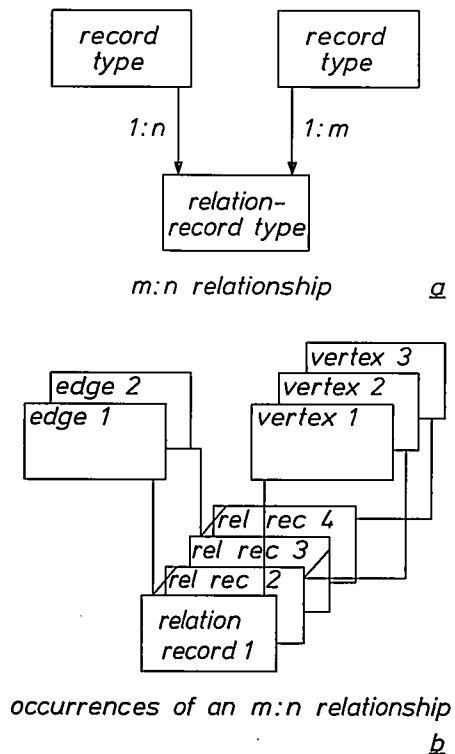 record
type
record
type
1:n
1:m
relation-
record type
m:n relationship
a
vertex 3
edge 2
vertex 2
edge 1
vertex 1
rel rec 4
rel rec 3
rel rec 2
relation
record 1
occurrences of an m:n relationship
b